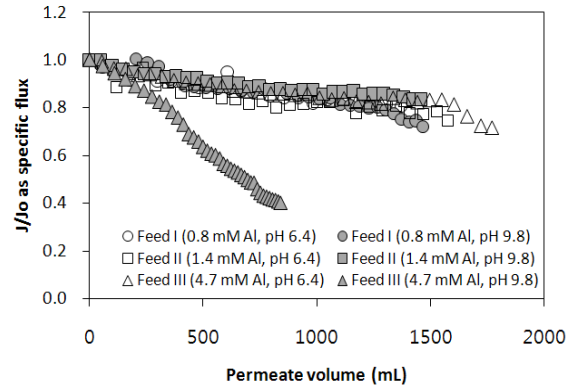 J/Jo as specific flux
1.2
1.0
0.8
0.6
0.4
0.2
0.0
Feed I (0.8 mM Al, pH 6.4)
Feed I (0.8 mM Al, pH 9.8)
Feed II (1.4 mM Al, pH 6.4)
Feed II (1.4 mM Al, pH 9.8)
Feed III (4.7 mM Al, pH 6.4)
Feed III (4.7 mM Al, pH 9.8)
0
500
1000
1500
2000
Permeate volume (mL)